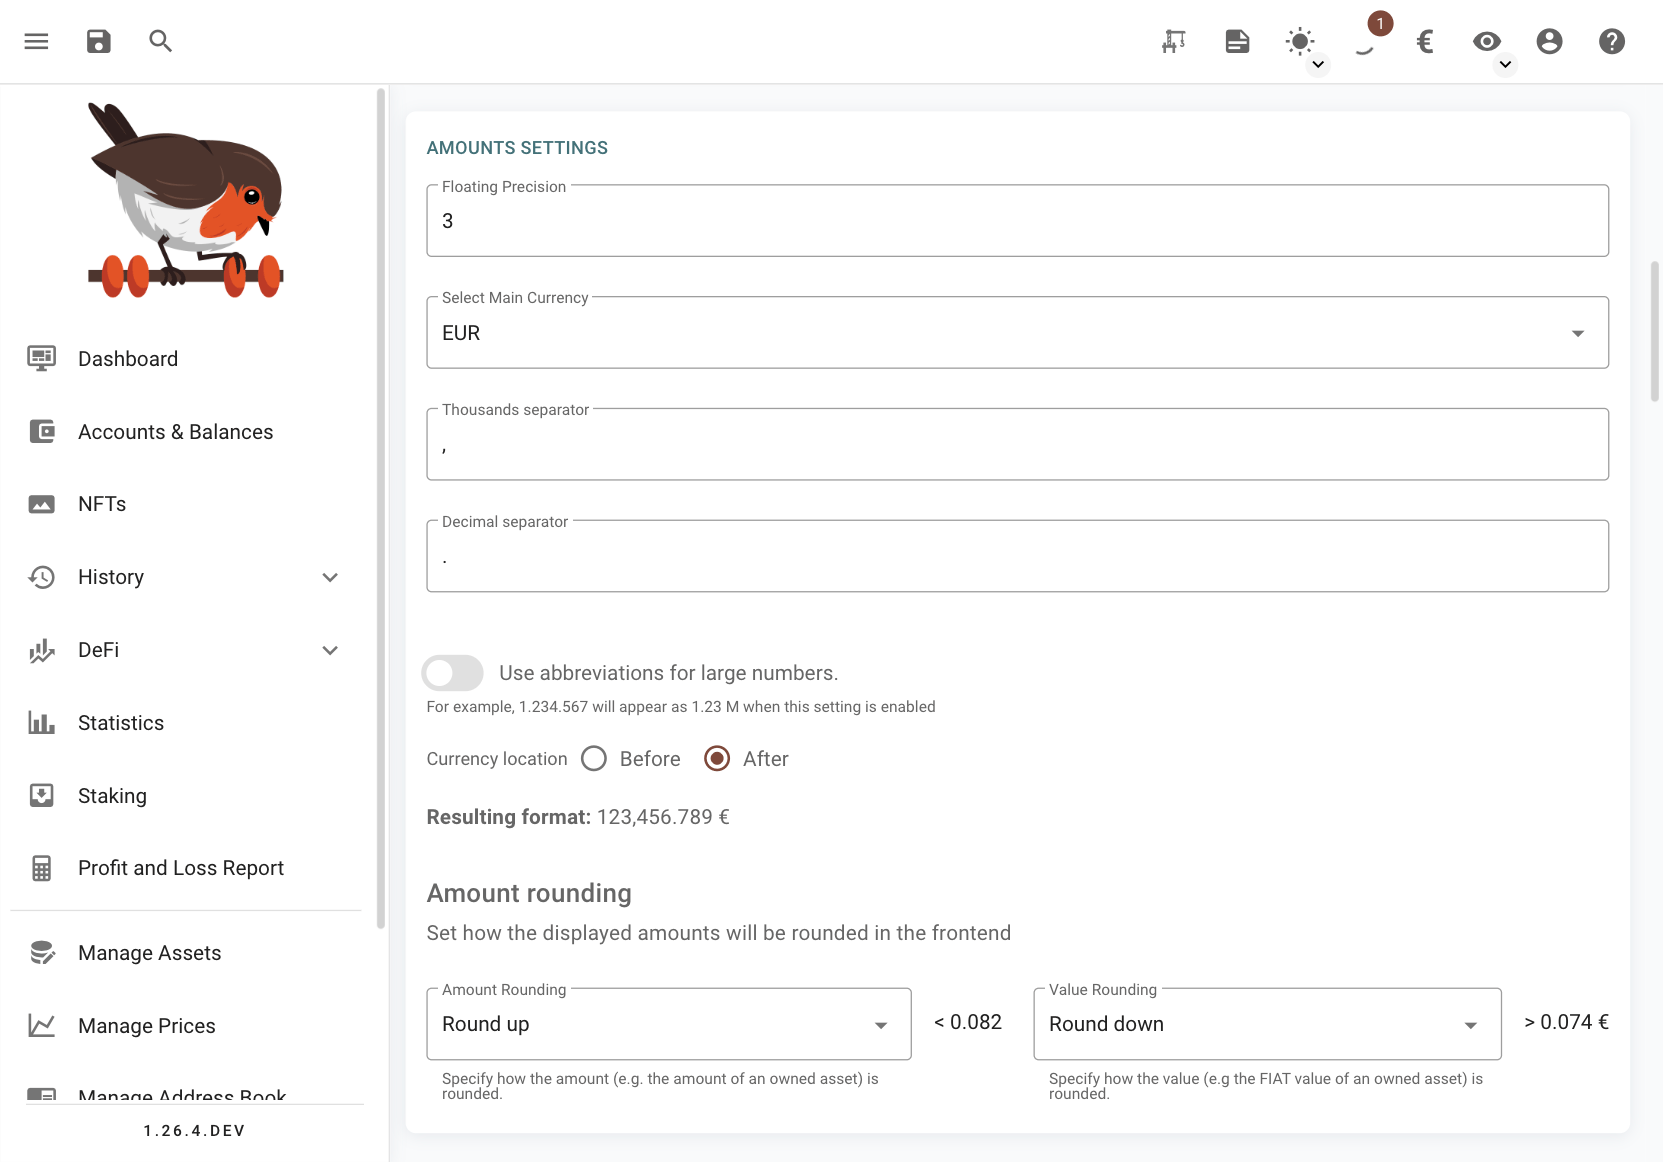 1
AMOUNTS SETTINGS
Floating Precision
3
Select Main Currency
EUR
Thousands separator
,
Decimal separator
.
Use abbreviations for large numbers.
For example, 1.234.567 will appear as 1.23 M when this setting is enabled
Currency location Before After
Resulting format: 123,456.789 €
Amount rounding
Set how the displayed amounts will be rounded in the frontend
Amount Rounding
Round up
< 0.082
Specify how the amount (e.g. the amount of an owned asset) is
rounded.
Value Rounding
Round down
> 0.074 €
Specify how the value (e.g the FIAT value of an owned asset) is
rounded.
Dashboard
Accounts & Balances
NFTs
History
DeFi
Statistics
Staking
Profit and Loss Report
Manage Assets
Manage Prices
Manage Address Book
1.26.4.DEV